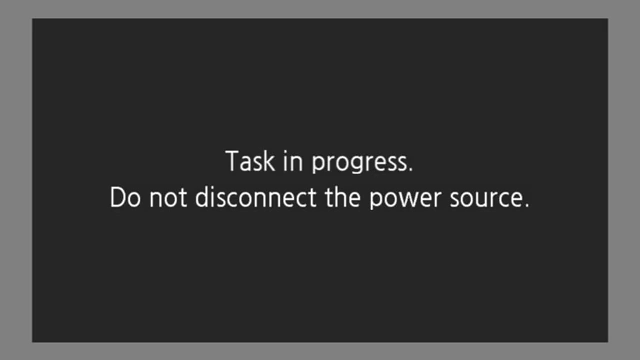 Task in progress.
Do not disconnect the power source.